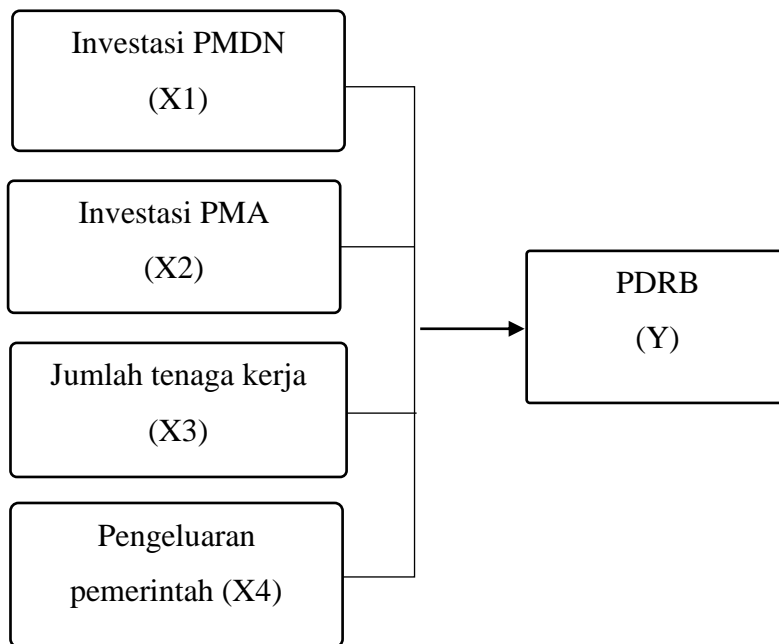 Investasi PMDN
(X1)
Investasi PMA
(X2)
Jumlah tenaga kerja
(X3)
Pengeluaran
pemerintah (X4)
PDRB
(Y)